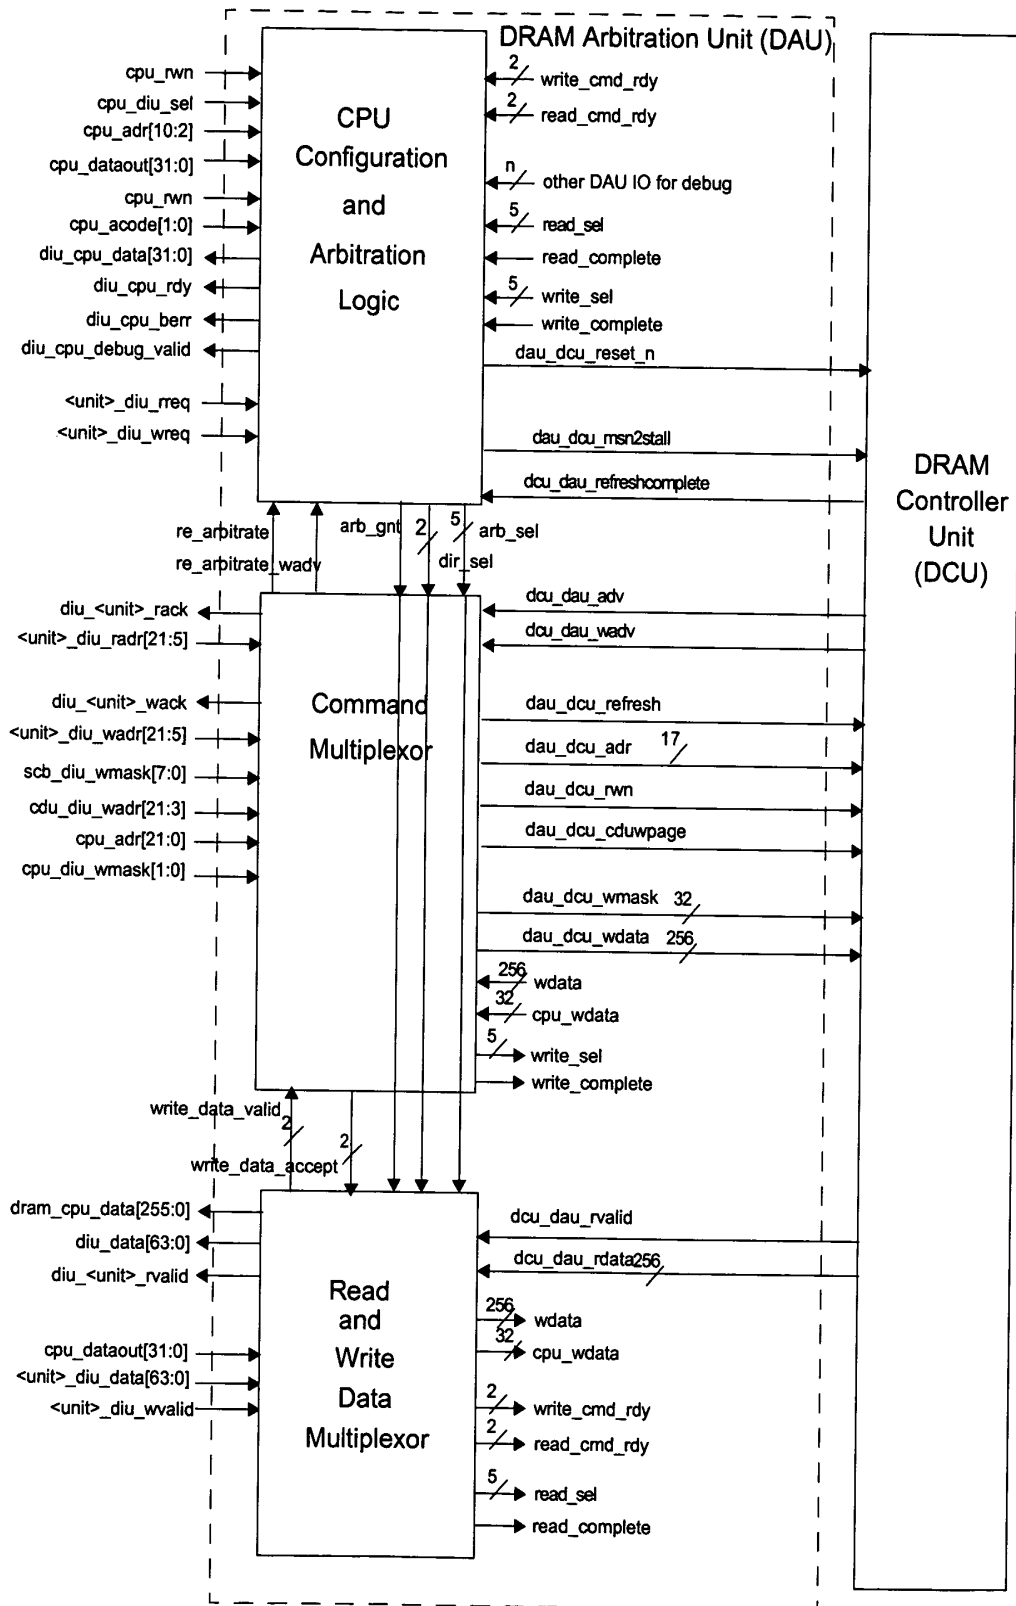 DRAM Arbitration Unit (DAU)
cpu_rwn
cpu_diu_sel
cpu_adr[10:2]
cpu_dataout[31:0]
cpu_rwn
cpu_acode[1:0]
diu_cpu_data[31:0]
diu_cpu_rdy
diu_cpu_berr
diu_cpu_debug_valid
<unit>_diu_rreq
<unit>_diu_wreq
CPU
Configuration
and
Arbitration
Logic
2
write_cmd_rdy
2
read_cmd_rdy
n
other DAU IO for debug
5
read_sel
read_complete
5
write_sel
write_complete
dau_dcu_reset_n
dau_dcu_msn2stall
dcu_dau_refreshcomplete
DRAM
Controller
Unit
(DCU)
re_arbitrate
re_arbitrate_wadv
arb_gnt
2
dir_sel
5
arb_sel
diu_<unit>_rack
<unit>_diu_radr[21:5]
diu_<unit>_wack
<unit>_diu_wadr[21:5]
scb_diu_wmask[7:0]
cdu_diu_wadr[21:3]
cpu_adr[21:0]
cpu_diu_wmask[1:0]
Command
Multiplexor
dcu_dau_adv
dcu_dau_wadv
dau_dcu_refresh
dau_dcu_adr
17
dau_dcu_rwn
dau_dcu_cduwpage
dau_dcu_wmask
32
dau_dcu_wdata
256
256
wdata
32
cpu_wdata
5
write_sel
write_complete
write_data_valid
2
write_data_accept
2
dram_cpu_data[255:0]
diu_data[63:0]
diu_<unit>_rvalid
cpu_dataout[31:0]
<unit>_diu_data[63:0]
<unit>_diu_wvalid
Read
and
Write
Data
Multiplexor
dcu_dau_rvalid
dcu_dau_rdata
256
256
wdata
32
cpu_wdata
2
write_cmd_rdy
2
read_cmd_rdy
5
read_sel
read_complete